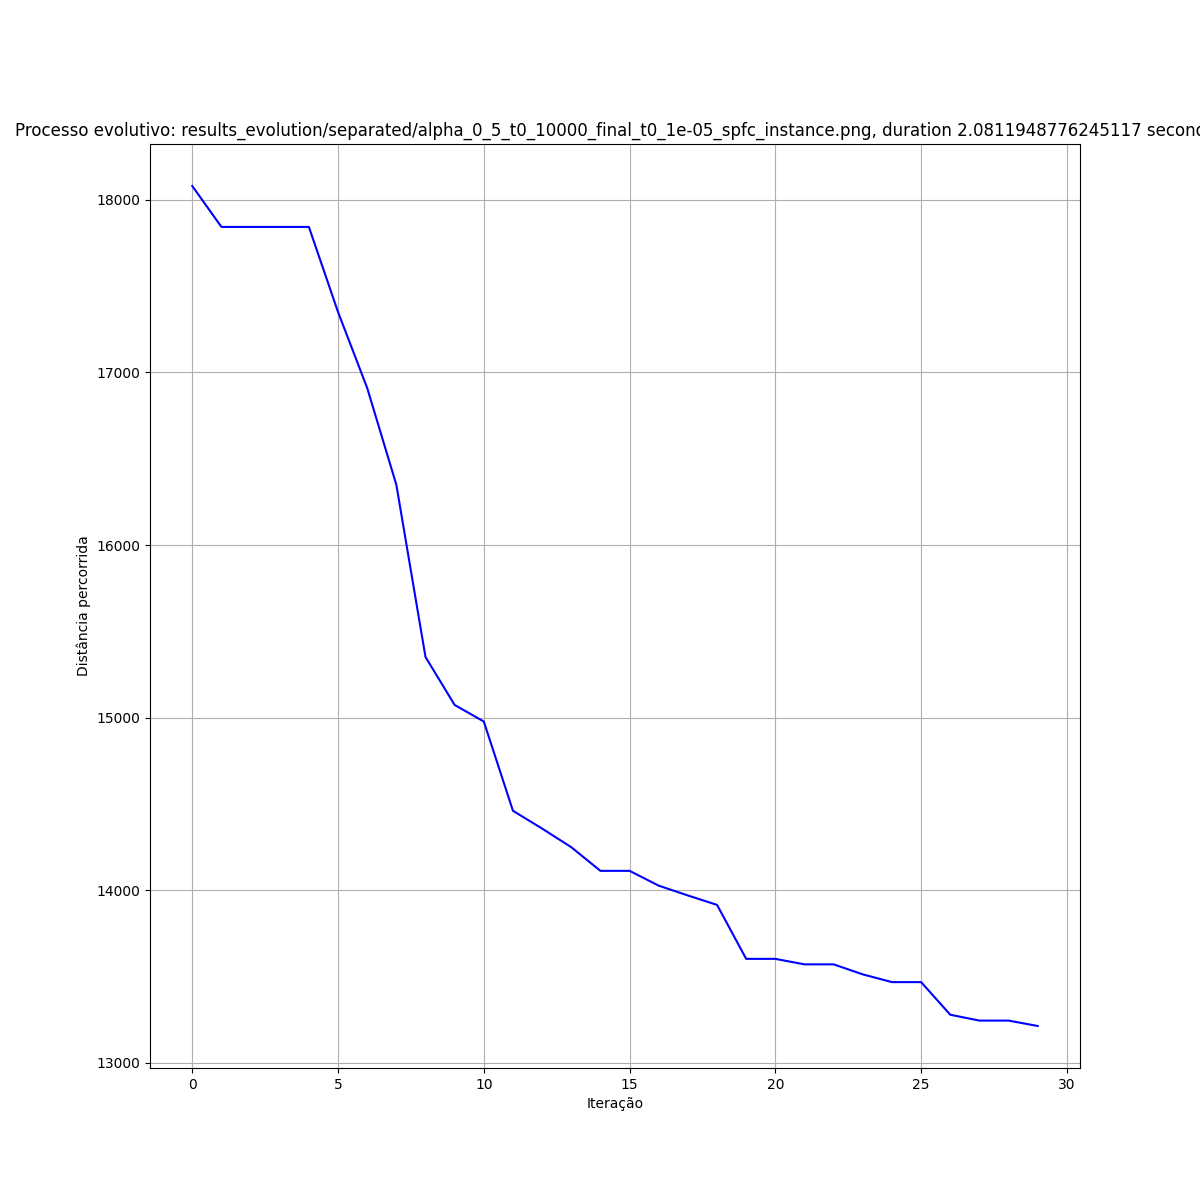 Processo evolutivo: results_evolution/separated/alpha_0_5_t0_10000_final_t0_1e-05_spfc_instance.png, duration 2.0811948776245117 secon
18000
17000
16000
15000
14000
13000
Distância percorrida
0 5 10 15 20 25 30
Iteração